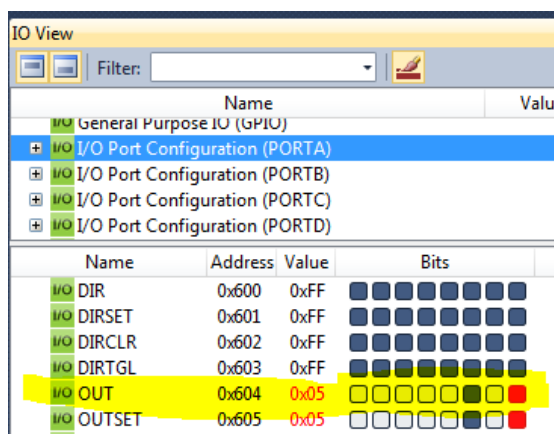 IO View
Filter:
Name Valu
I/O General Purpose IO (GPIO)
I/O I/O Port Configuration (PORTA)
I/O I/O Port Configuration (PORTB)
I/O I/O Port Configuration (PORTC)
I/O I/O Port Configuration (PORTD)
Name Address Value Bits
I/O DIR 0x600 0xFF
I/O DIRSET 0x601 0xFF
I/O DIRCLR 0x602 0xFF
I/O DIRTGL 0x603 0xFF
I/O OUT 0x604 0x05
I/O OUTSET 0x605 0x05